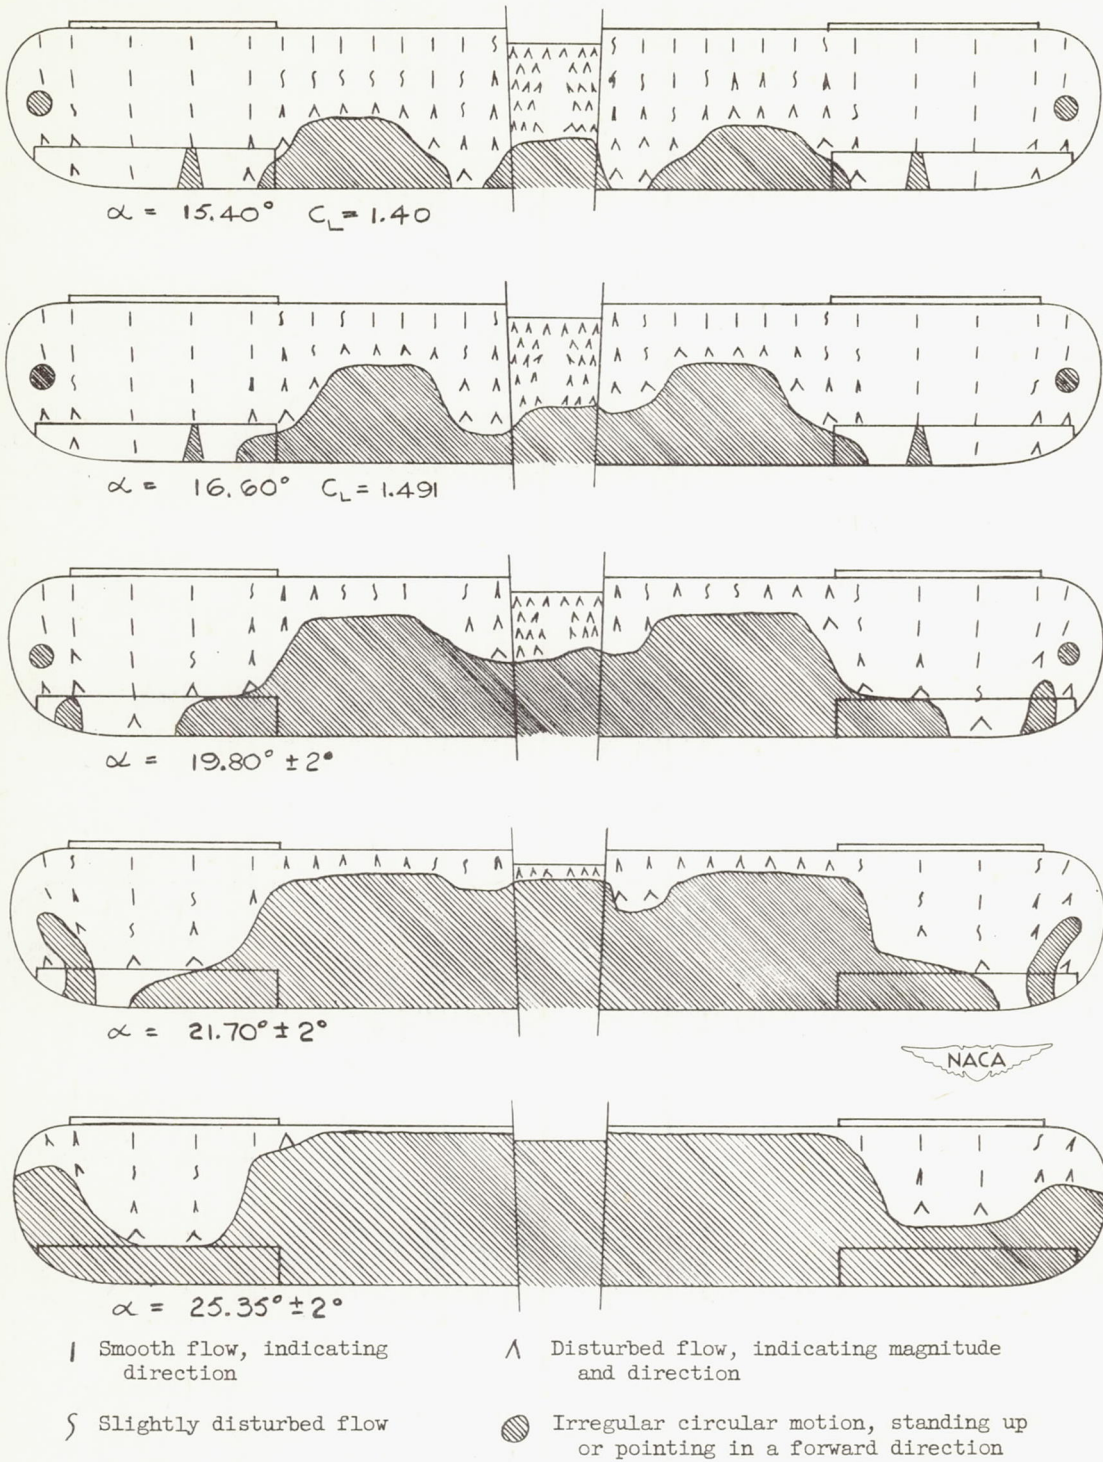 α = 15.40° C_L = 1.40
α = 16.60° C_L = 1.491
α = 19.80° ± 2°
α = 21.70° ± 2°
NACA
α = 25.35° ± 2°
Smooth flow, indicating
direction
Disturbed flow, indicating magnitude
and direction
Slightly disturbed flow
Irregular circular motion, standing up
or pointing in a forward direction